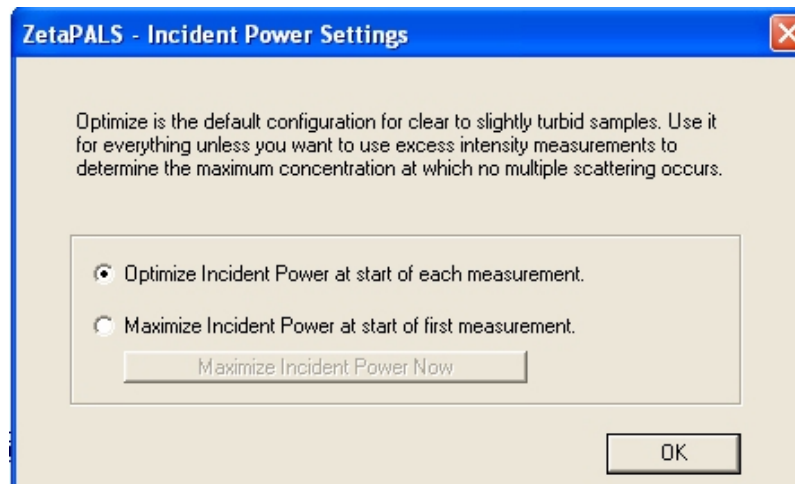 ZetaPALS - Incident Power Settings
Optimize is the default configuration for clear to slightly turbid samples. Use it
for everything unless you want to use excess intensity measurements to
determine the maximum concentration at which no multiple scattering occurs.
Optimize Incident Power at start of each measurement.
Maximize Incident Power at start of first measurement.
Maximize Incident Power Now
OK